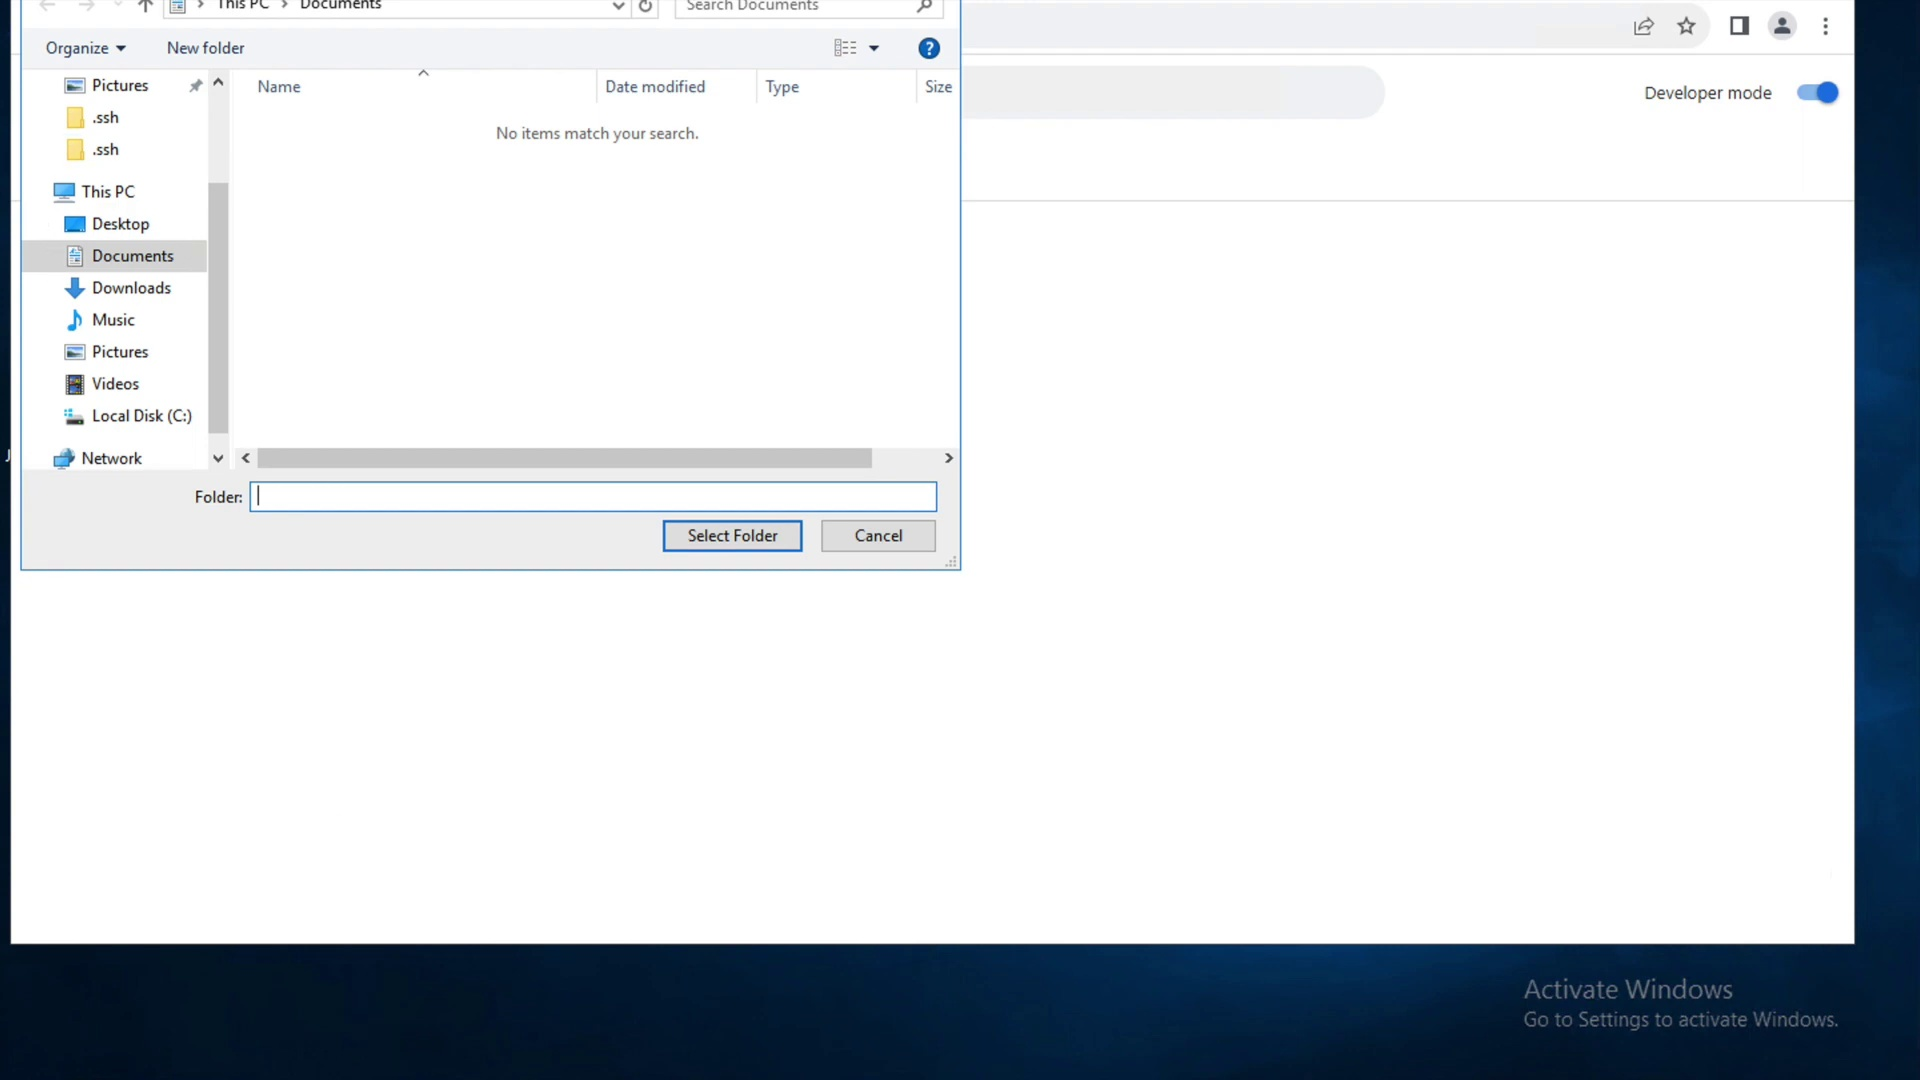 This PC > Documents
Search Documents
Organize
New folder
Developer mode
Pictures
.ssh
.ssh
This PC
Desktop
Documents
Downloads
Music
Pictures
Videos
Local Disk (C:)
Network
Name
Date modified
Type
Size
No items match your search.
Folder:
Select Folder
Cancel
Activate Windows
Go to Settings to activate Windows.